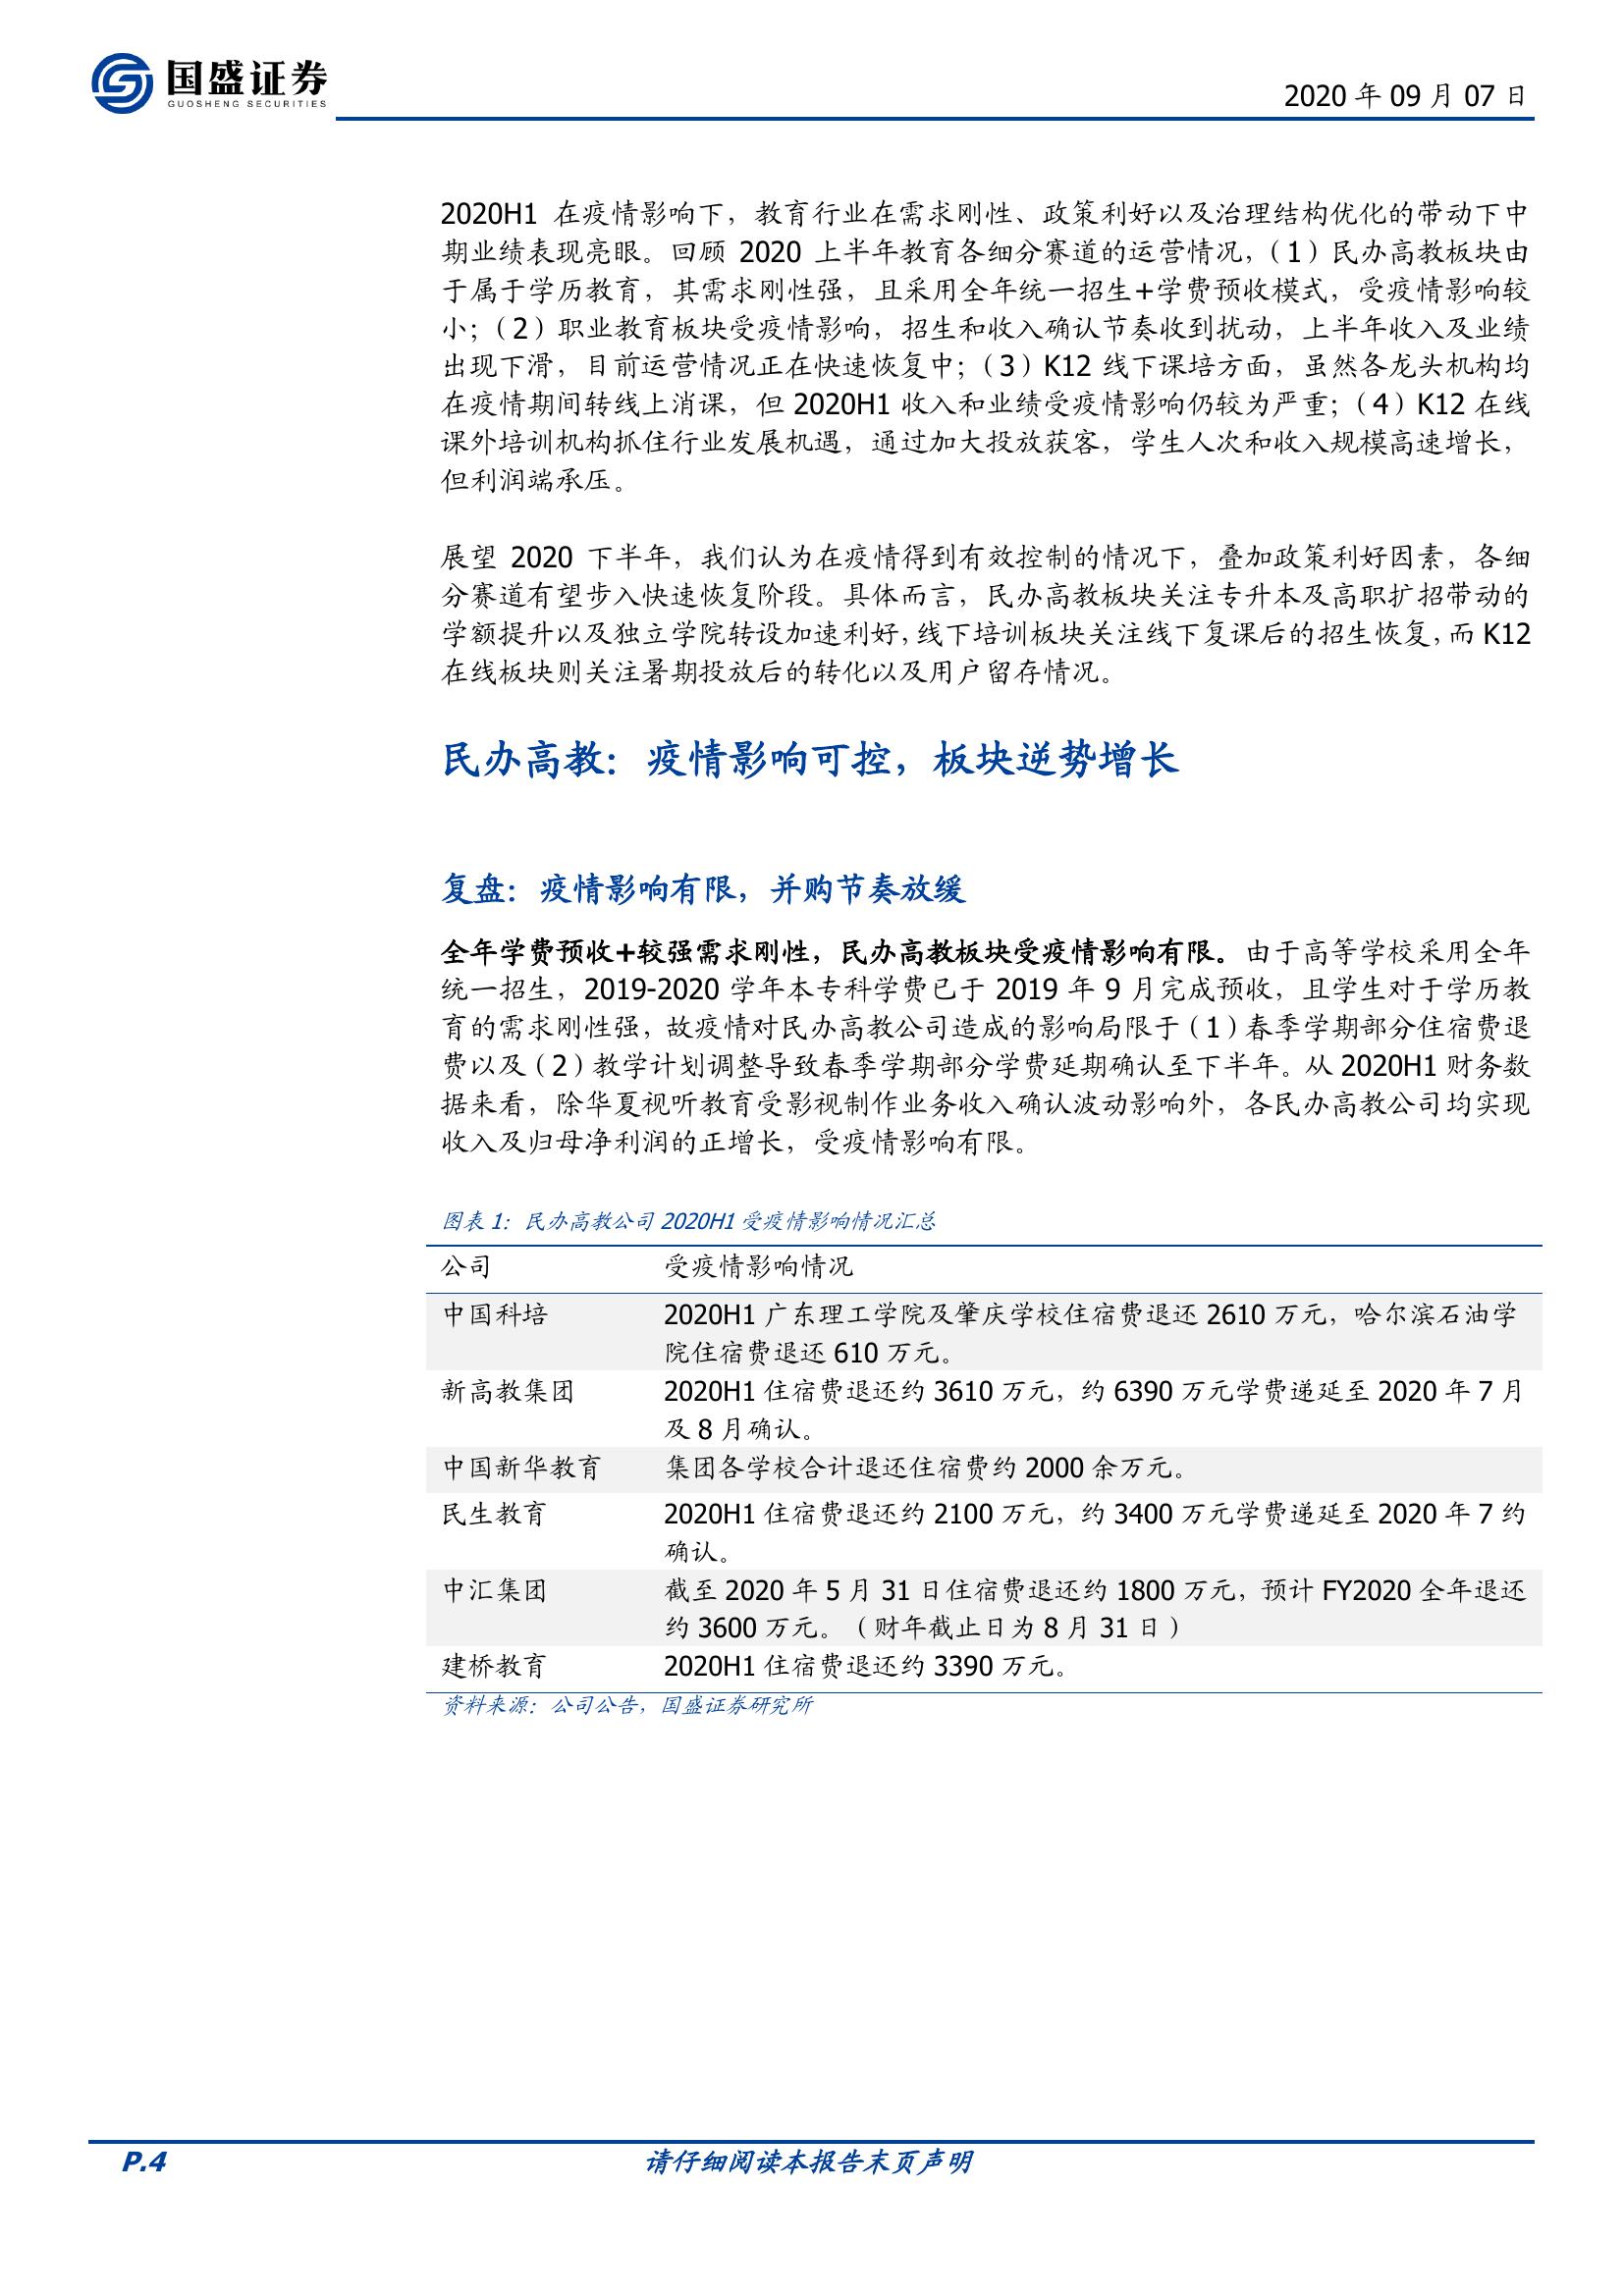 国盛证券
GUOSHENG SECURITIES
2020 年 09 月 07 日
2020H1 在疫情影响下，教育行业在需求刚性、政策利好以及治理结构优化的带动下中
期业绩表现亮眼。回顾 2020 上半年教育各细分赛道的运营情况，（1）民办高教板块由
于属于学历教育，其需求刚性强，且采用全年统一招生+学费预收模式，受疫情影响较
小；（2）职业教育板块受疫情影响，招生和收入确认节奏收到扰动，上半年收入及业绩
出现下滑，目前运营情况正在快速恢复中；（3）K12 线下课培方面，虽然各龙头机构均
在疫情期间转线上消课，但 2020H1 收入和业绩受疫情影响仍较为严重；（4）K12 在线
课外培训机构抓住行业发展机遇，通过加大投放获客，学生人次和收入规模高速增长，
但利润端承压。
展望 2020 下半年，我们认为在疫情得到有效控制的情况下，叠加政策利好因素，各细
分赛道有望步入快速恢复阶段。具体而言，民办高教板块关注专升本及高职扩招带动的
学额提升以及独立学院转设加速利好，线下培训板块关注线下复课后的招生恢复，而 K12
在线板块则关注暑期投放后的转化以及用户留存情况。
民办高教：疫情影响可控，板块逆势增长
复盘：疫情影响有限，并购节奏放缓
全年学费预收+较强需求刚性，民办高教板块受疫情影响有限。由于高等学校采用全年
统一招生，2019-2020 学年本专科学费已于 2019 年 9 月完成预收，且学生对于学历教
育的需求刚性强，故疫情对民办高教公司造成的影响局限于（1）春季学期部分住宿费退
费以及（2）教学计划调整导致春季学期部分学费延期确认至下半年。从 2020H1 财务数
据来看，除华夏视听教育受影视制作业务收入确认波动影响外，各民办高教公司均实现
收入及归母净利润的正增长，受疫情影响有限。
图表 1：民办高教公司 2020H1 受疫情影响情况汇总
公司 受疫情影响情况
中国科培 2020H1 广东理工学院及肇庆学校住宿费退还 2610 万元，哈尔滨石油学
院住宿费退还 610 万元。
新高教集团 2020H1 住宿费退还约 3610 万元，约 6390 万元学费递延至 2020 年 7 月
及 8 月确认。
中国新华教育 集团各学校合计退还住宿费约 2000 余万元。
民生教育 2020H1 住宿费退还约 2100 万元，约 3400 万元学费递延至 2020 年 7 约
确认。
中汇集团 截至 2020 年 5 月 31 日住宿费退还约 1800 万元，预计 FY2020 全年退还
约 3600 万元。（财年截止日为 8 月 31 日）
建桥教育 2020H1 住宿费退还约 3390 万元。
资料来源：公司公告，国盛证券研究所
P.4 请仔细阅读本报告末页声明